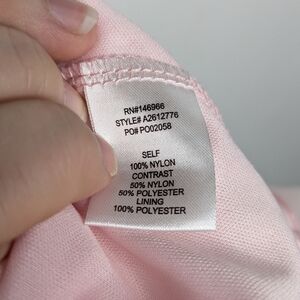 RN#146966
STYLE# A2612776
PO# PO02058
SELF
100% NYLON
CONTRAST
50% NYLON
50% POLYESTER
LINING
100% POLYESTER